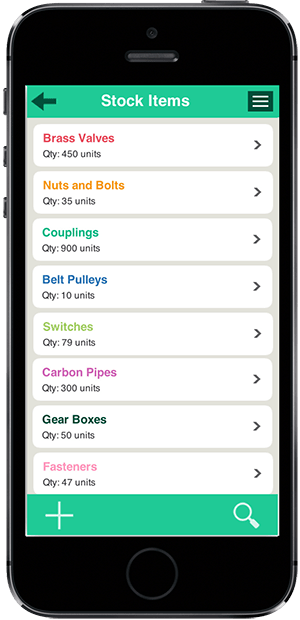 Stock Items
Brass Valves
Qty: 450 units
Nuts and Bolts
Qty: 35 units
Couplings
Qty: 900 units
Belt Pulleys
Qty: 10 units
Switches
Qty: 79 units
Carbon Pipes
Qty: 300 units
Gear Boxes
Qty: 50 units
Fasteners
Qty: 47 units